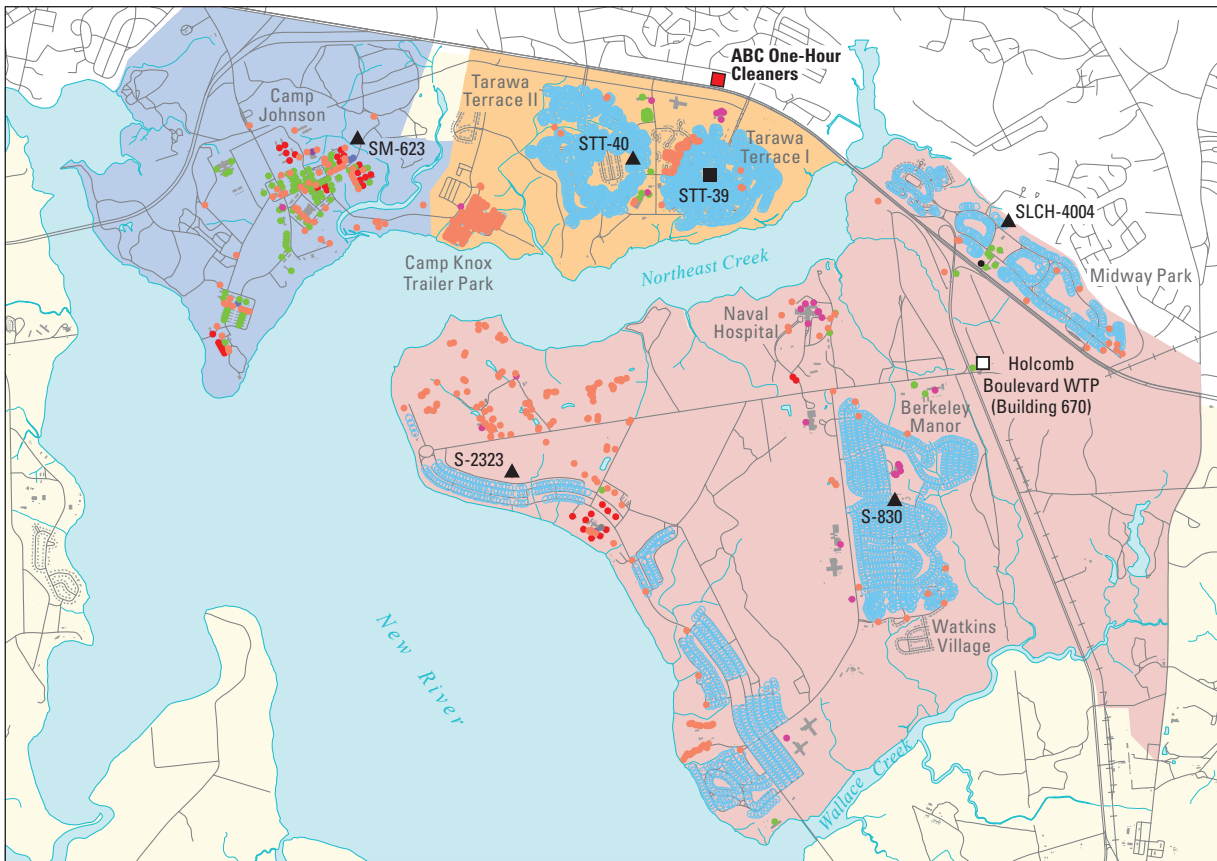 ABC One-Hour
Cleaners
Tarawa
Terrace II
Camp
Johnson
SM-623
STT-40
Tarawa
Terrace I
STT-39
SLCH-4004
Camp Knox
Trailer Park
Northeast Creek
Midway Park
Naval
Hospital
Holcomb
Boulevard WTP
(Building 670)
Berkeley
Manor
S-2323
S-830
New
River
Watkins
Village
Wallace Creek